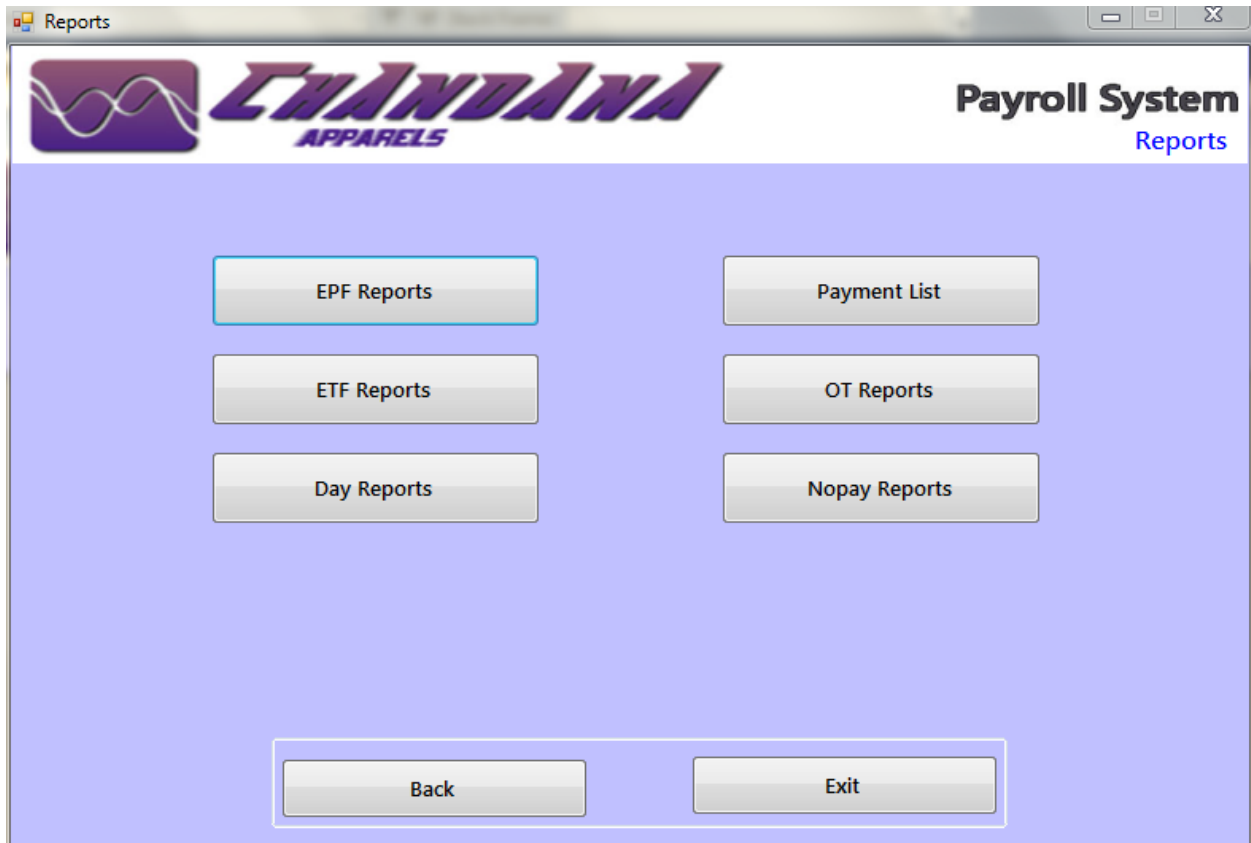 Reports
CHANDANA
APPARELS
Payroll System
Reports
EPF Reports
Payment List
ETF Reports
OT Reports
Day Reports
Nopay Reports
Back
Exit